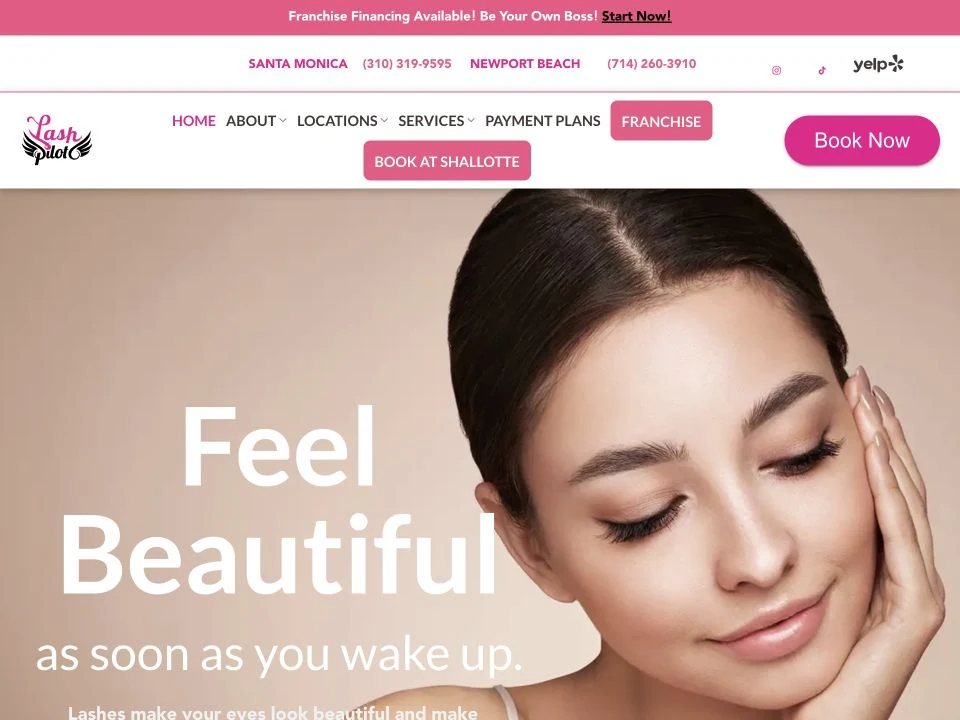 Franchise Financing Available! Be Your Own Boss! Start Now!
SANTA MONICA (310) 319-9595 NEWPORT BEACH (714) 260-3910
yelp
Lash
Pilot
HOME ABOUT LOCATIONS SERVICES PAYMENT PLANS FRANCHISE
BOOK AT SHALLOTTE
Book Now
Feel
Beautiful
as soon as you wake up.
Lashes make your eyes look beautiful and make